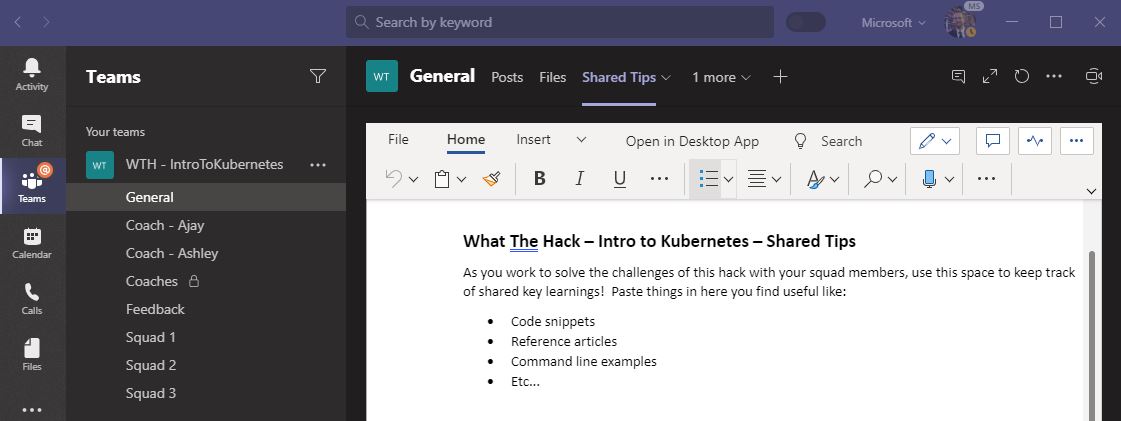 Search by keyword
Microsoft
MS
Activity
Chat
Teams
Calendar
Calls
Files
Teams
Your teams
WT
WTH - IntroToKubernetes
General
Coach - Ajay
Coach - Ashley
Coaches
Feedback
Squad 1
Squad 2
Squad 3
WT General Posts Files Shared Tips 1 more
File Home Insert Open in Desktop App Search
B I U
What The Hack – Intro to Kubernetes – Shared Tips
As you work to solve the challenges of this hack with your squad members, use this space to keep track
of shared key learnings!  Paste things in here you find useful like:
• Code snippets
• Reference articles
• Command line examples
• Etc...